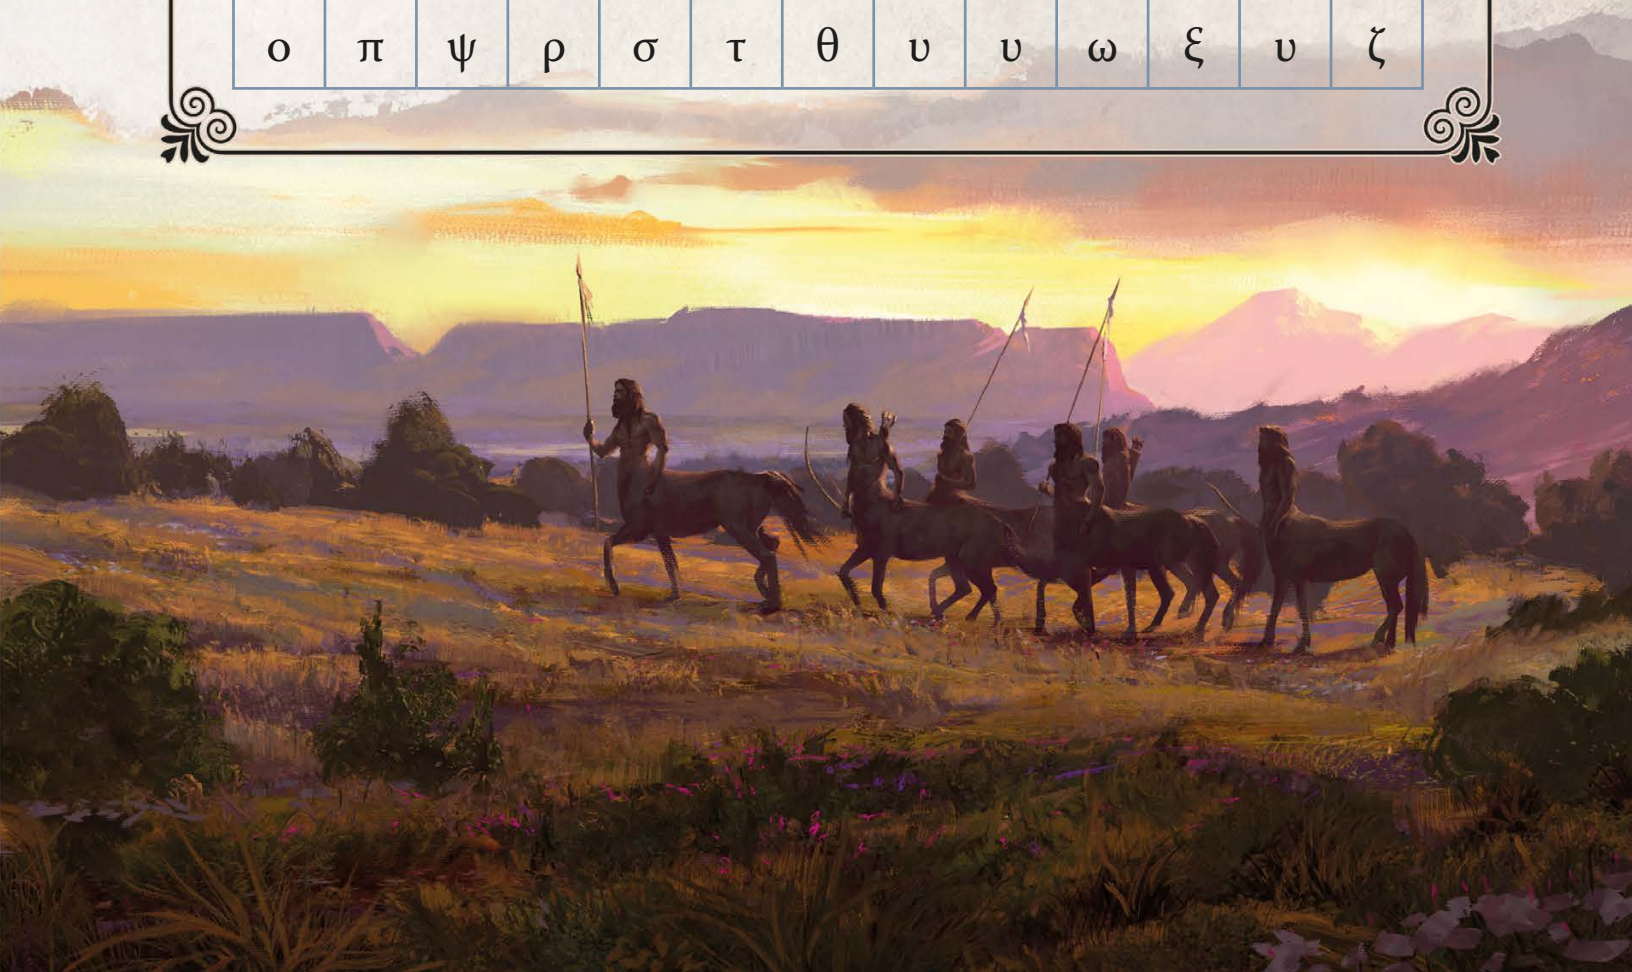 ο π ψ ρ σ τ θ υ υ ω ξ υ ζ